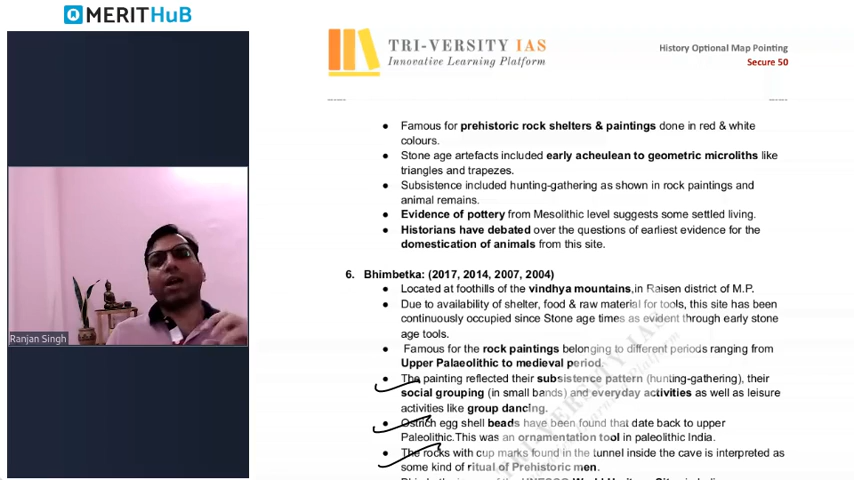 MERITHUB
TRI-VERSITY IAS
Innovative Learning Platform
History Optional Map Pointing
Secure 50
Famous for prehistoric rock shelters & paintings done in red & white
colours.
Stone age artefacts included early acheulean to geometric microliths like
triangles and trapezes.
Subsistence included hunting-gathering as shown in rock paintings and
animal remains.
Evidence of pottery from Mesolithic level suggests some settled living.
Historians have debated over the questions of earliest evidence for the
domestication of animals from this site.
6. Bhimbetka: (2017, 2014, 2007, 2004)
Located at foothills of the vindhya mountains,in Raisen district of M.P.
Due to availability of shelter, food & raw material for tools, this site has been
continuously occupied since Stone age times as evident through early stone
age tools.
Famous for the rock paintings belonging to different periods ranging from
Upper Palaeolithic to medieval period.
The painting reflected their subsistence pattern (hunting-gathering), their
social grouping (in small bands) and everyday activities as well as leisure
activities like group dancing.
Ostrich egg shell beads have been found that date back to upper
Paleolithic.This was an ornamentation tool in paleolithic India.
The rocks with cup marks found in the tunnel inside the cave is interpreted as
some kind of ritual of Prehistoric men.
Ranjan Singh